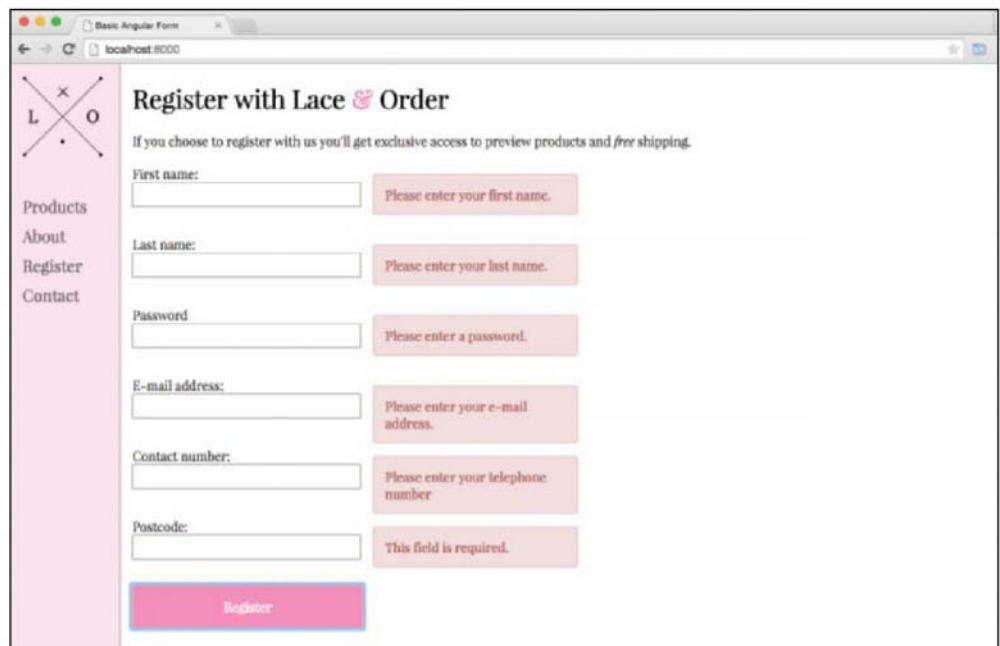 Basic Angular Form
localhost:8000
L X O
Register with Lace & Order
If you choose to register with us you'll get exclusive access to preview products and free shipping.
Products
About
Register
Contact
First name:
Please enter your first name.
Last name:
Please enter your last name.
Password
Please enter a password.
E-mail address:
Please enter your e-mail
address.
Contact number:
Please enter your telephone
number
Postcode:
This field is required.
Register